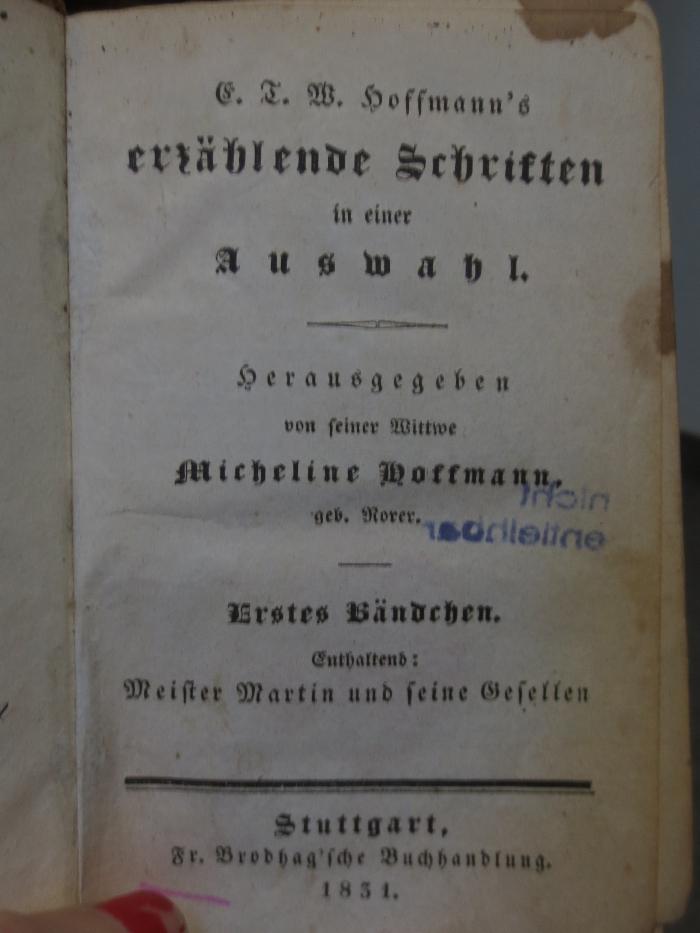 E. T. W. Hoffmann's
erzählende Schriften
in einer
Auswahl.
Herausgegeben
von seiner Wittwe
Micheline Hoffmann,
geb. Rorer.
nicht
entleihbar
Erstes Bändchen.
Enthaltend:
Meister Martin und seine Gesellen
Stuttgart,
Fr. Brodhag'sche Buchhandlung.
1831.